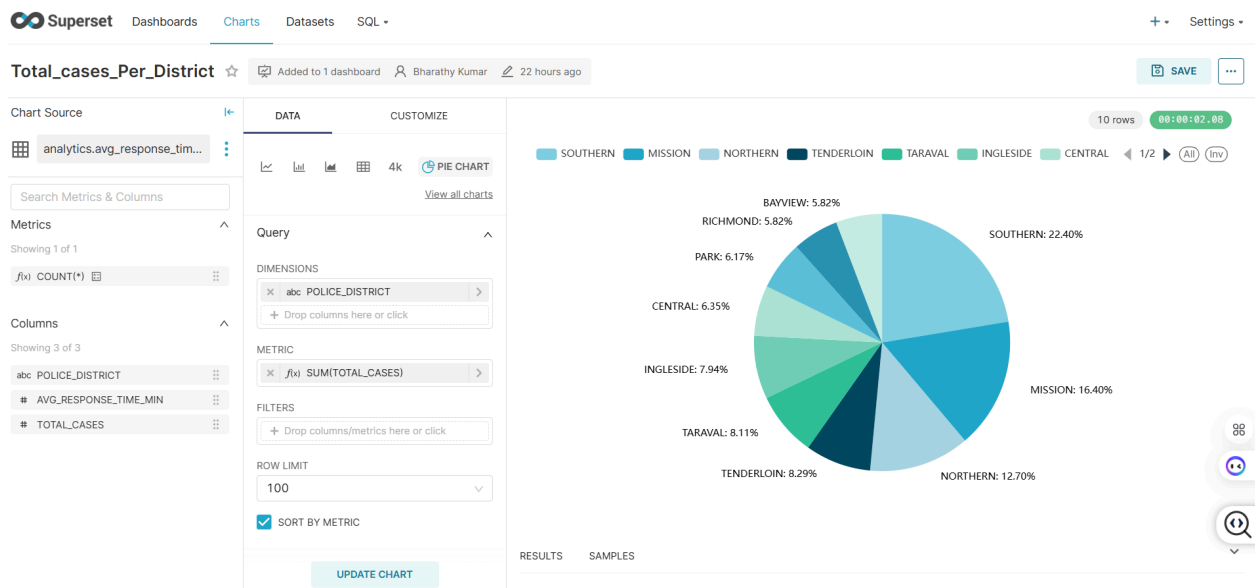 Superset Dashboards Charts Datasets SQL Settings
Total_cases_Per_District Added to 1 dashboard Bharathy Kumar 22 hours ago SAVE
Chart Source
analytics.avg_response_tim...
Search Metrics & Columns
Metrics
Showing 1 of 1
f(x) COUNT(*)
Columns
Showing 3 of 3
abc POLICE_DISTRICT
# AVG_RESPONSE_TIME_MIN
# TOTAL_CASES
DATA CUSTOMIZE
4k PIE CHART
View all charts
Query
DIMENSIONS
abc POLICE_DISTRICT
+ Drop columns here or click
METRIC
f(x) SUM(TOTAL_CASES)
FILTERS
+ Drop columns/metrics here or click
ROW LIMIT
100
SORT BY METRIC
UPDATE CHART
10 rows 00:00:02.08
SOUTHERN MISSION NORTHERN TENDERLOIN TARAVAL INGLESIDE CENTRAL 1/2 All Inv
BAYVIEW: 5.82%
RICHMOND: 5.82%
SOUTHERN: 22.40%
PARK: 6.17%
CENTRAL: 6.35%
INGLESIDE: 7.94%
MISSION: 16.40%
TARAVAL: 8.11%
TENDERLOIN: 8.29%
NORTHERN: 12.70%
RESULTS SAMPLES